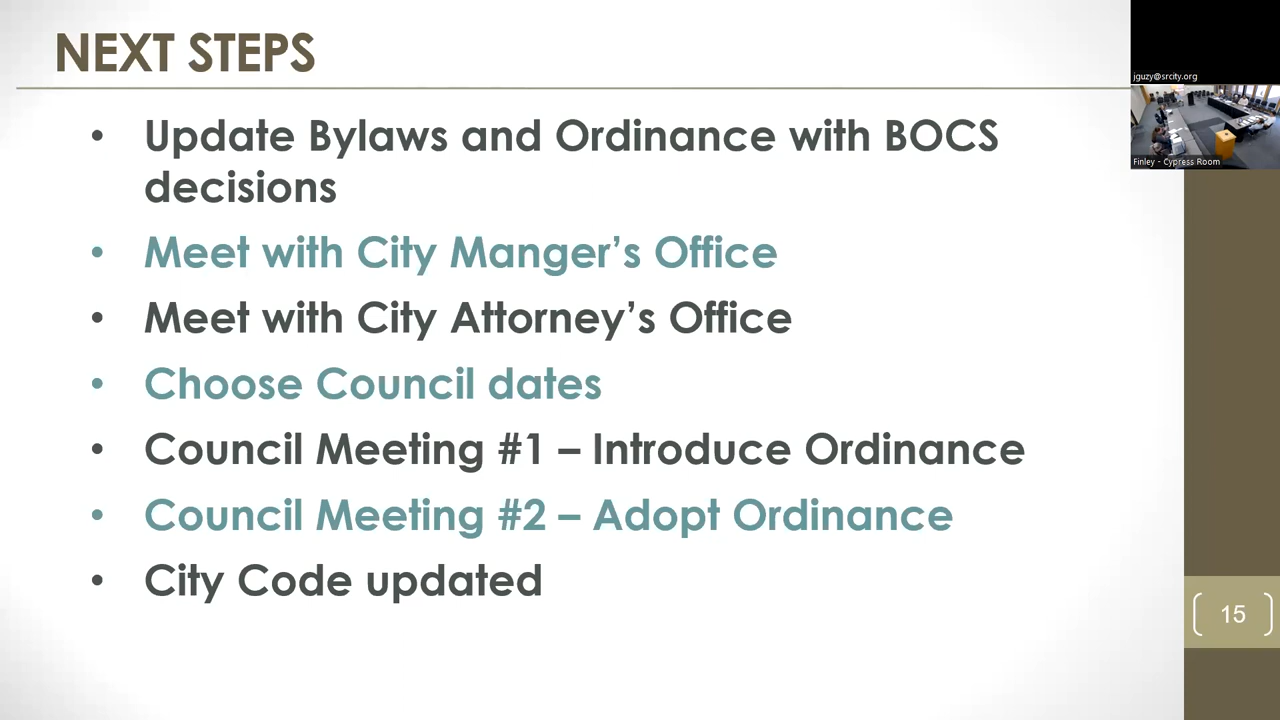 NEXT STEPS
jguzy@srcity.org
Finley - Cypress Room
• Update Bylaws and Ordinance with BOCS
decisions
• Meet with City Manger’s Office
• Meet with City Attorney’s Office
• Choose Council dates
• Council Meeting #1 – Introduce Ordinance
• Council Meeting #2 – Adopt Ordinance
• City Code updated
15